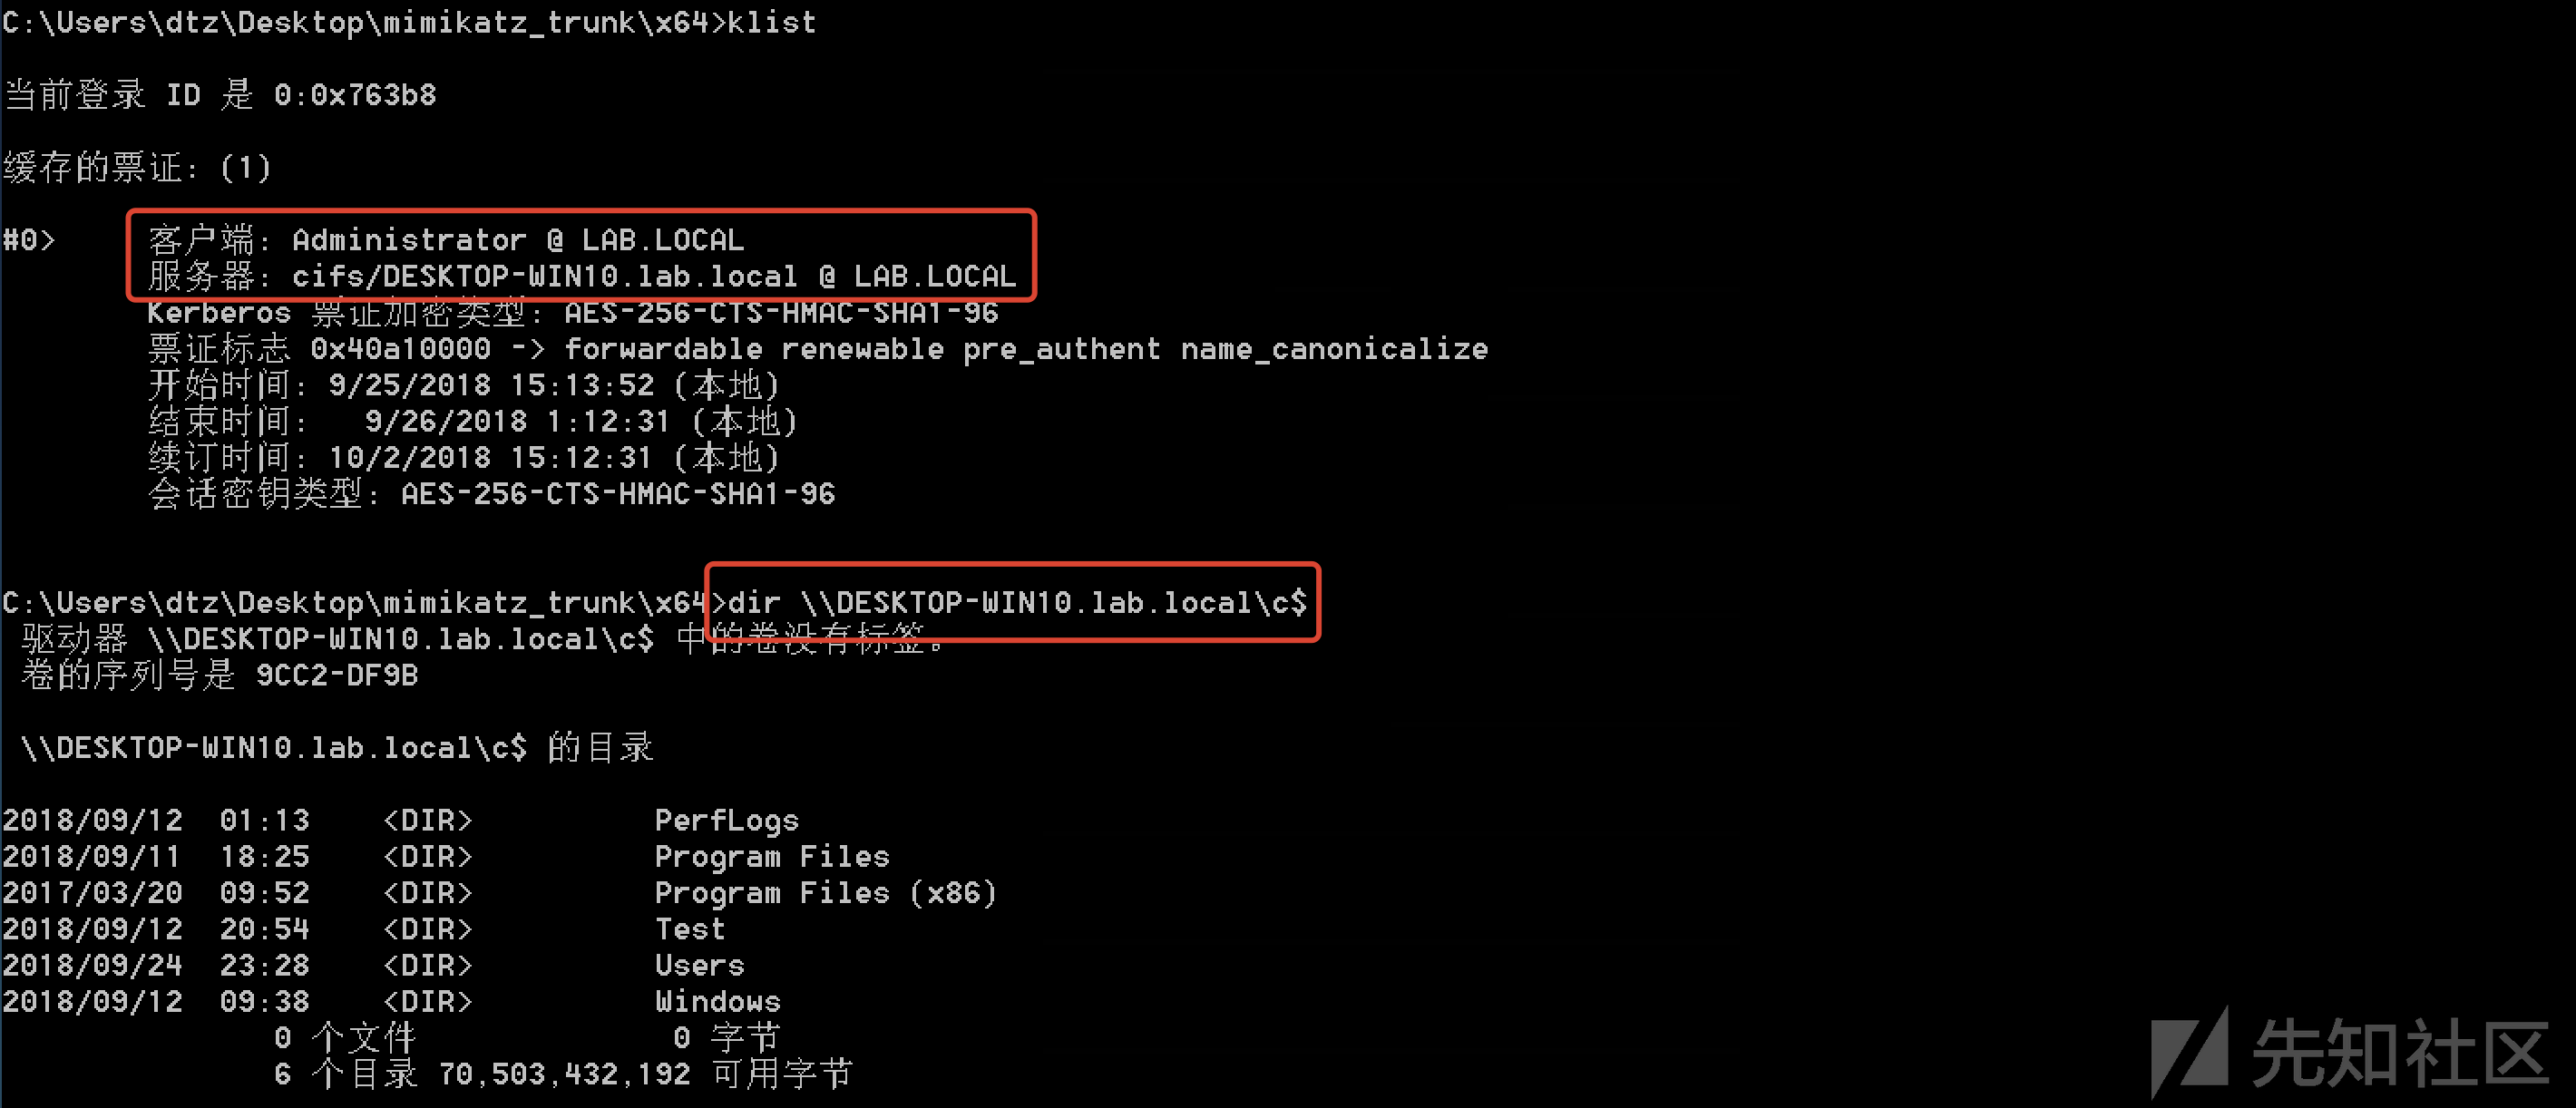 C:\Users\dtz\Desktop\mimikatz_trunk\x64>klist
当前登录 ID 是 0:0x763b8
缓存的票证: (1)
#0>     客户端: Administrator @ LAB.LOCAL
        服务器: cifs/DESKTOP-WIN10.lab.local @ LAB.LOCAL
        Kerberos 票证加密类型: AES-256-CTS-HMAC-SHA1-96
        票证标志 0x40a10000 -> forwardable renewable pre_authent name_canonicalize
        开始时间: 9/25/2018 15:13:52 (本地)
        结束时间:   9/26/2018 1:12:31 (本地)
        续订时间: 10/2/2018 15:12:31 (本地)
        会话密钥类型: AES-256-CTS-HMAC-SHA1-96
C:\Users\dtz\Desktop\mimikatz_trunk\x64>dir \\DESKTOP-WIN10.lab.local\c$
 驱动器 \\DESKTOP-WIN10.lab.local\c$ 中的卷没有标签。
 卷的序列号是 9CC2-DF9B
 \\DESKTOP-WIN10.lab.local\c$ 的目录
2018/09/12  01:13    <DIR>          PerfLogs
2018/09/11  18:25    <DIR>          Program Files
2017/03/20  09:52    <DIR>          Program Files (x86)
2018/09/12  20:54    <DIR>          Test
2018/09/24  23:28    <DIR>          Users
2018/09/12  09:38    <DIR>          Windows
               0 个文件              0 字节
               6 个目录 70,503,432,192 可用字节
先知社区